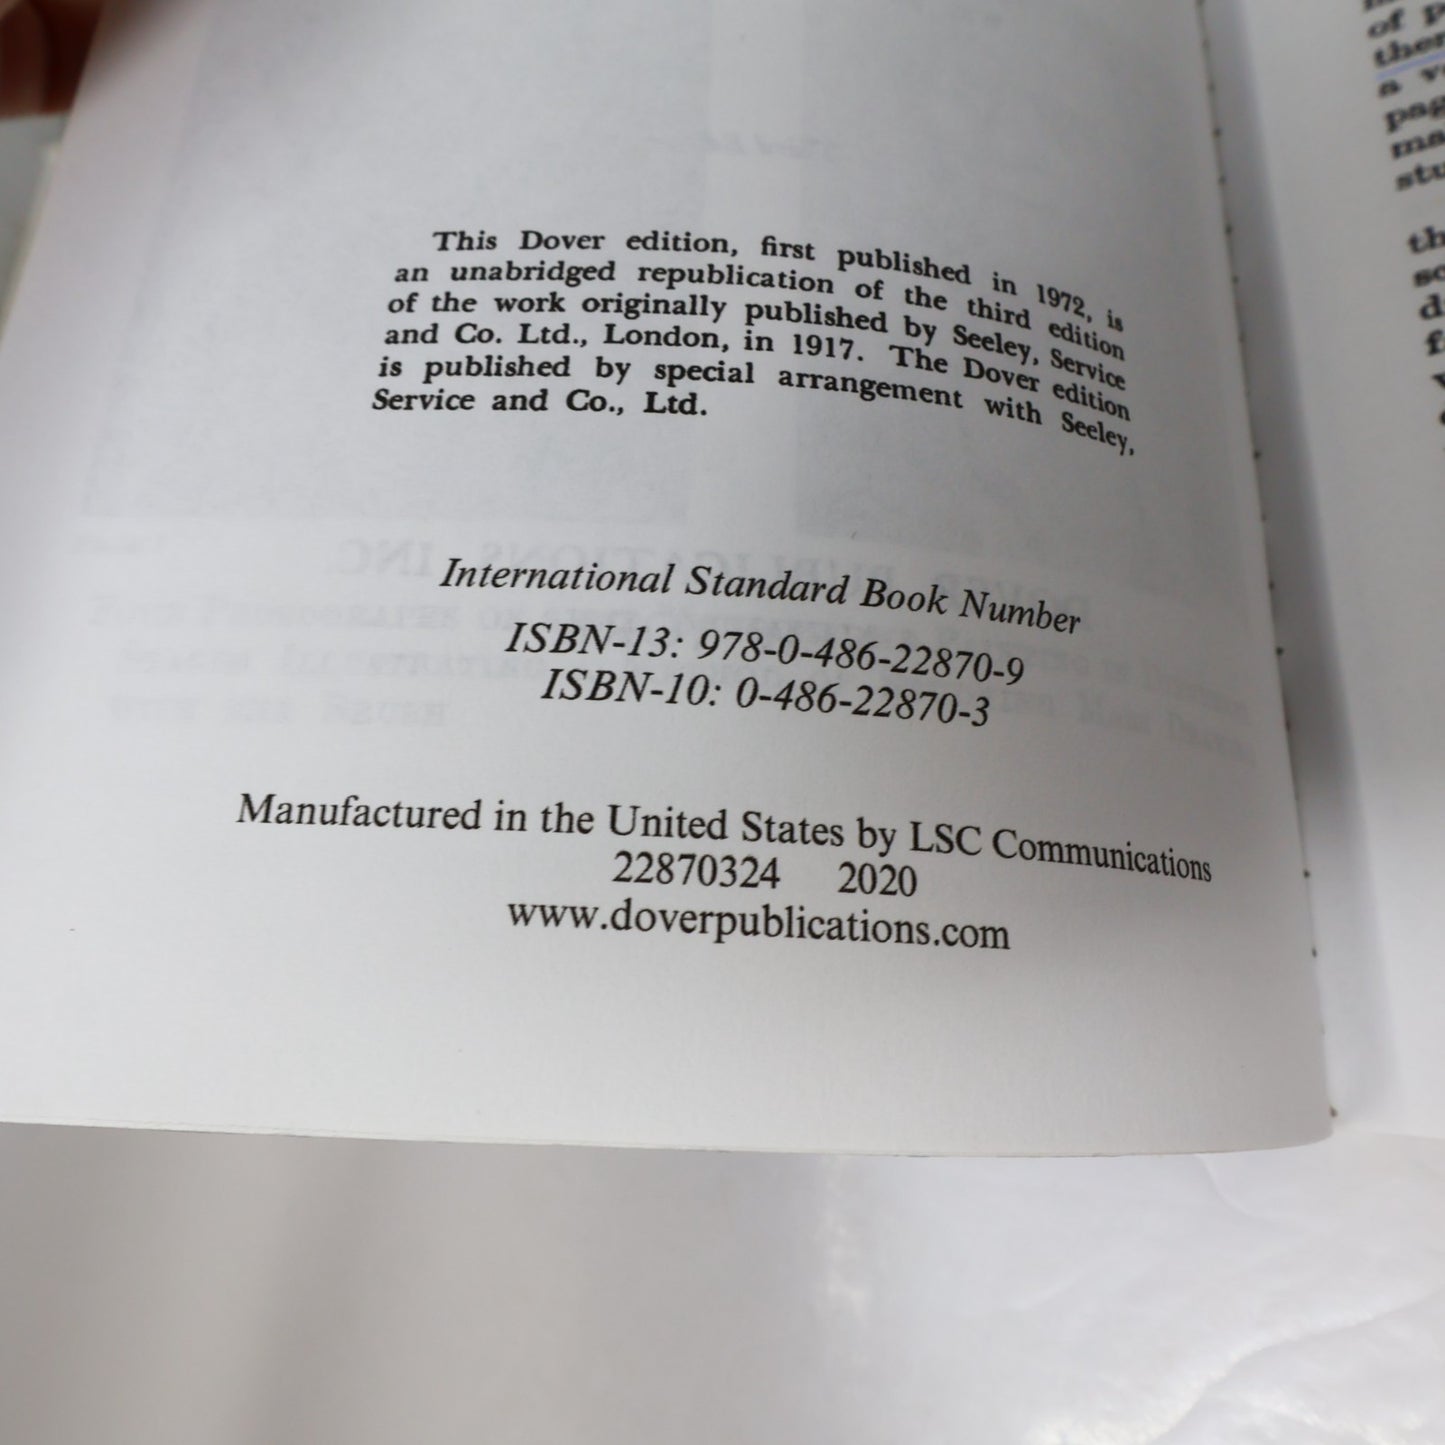 This Dover edition, first published in 1972, is
an unabridged republication of the third edition
of the work originally published by Seeley, Service
and Co. Ltd., London, in 1917. The Dover edition
is published by special arrangement with Seeley,
Service and Co., Ltd.
International Standard Book Number
ISBN-13: 978-0-486-22870-9
ISBN-10: 0-486-22870-3
Manufactured in the United States by LSC Communications
22870324 2020
www.doverpublications.com
of
a